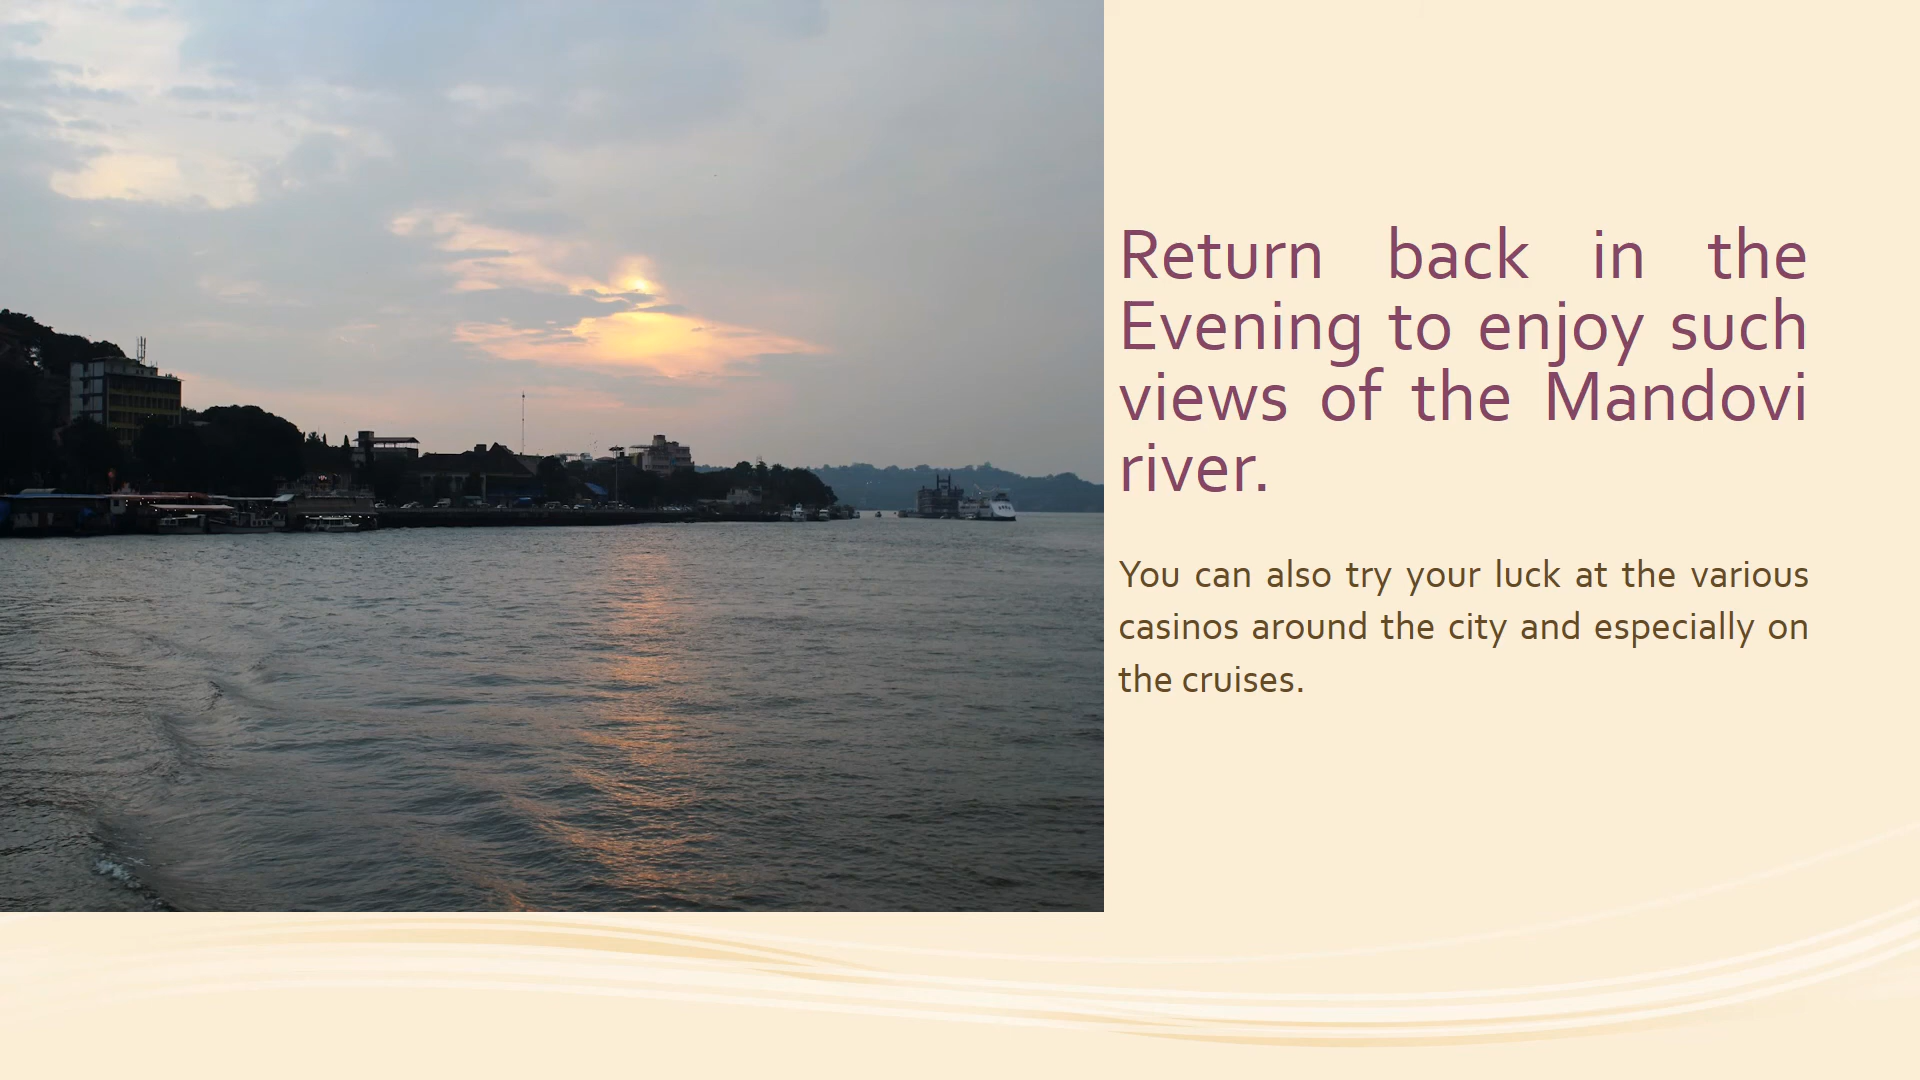 Return back in the
Evening to enjoy such
views of the Mandovi
river.
You can also try your luck at the various
casinos around the city and especially on
the cruises.